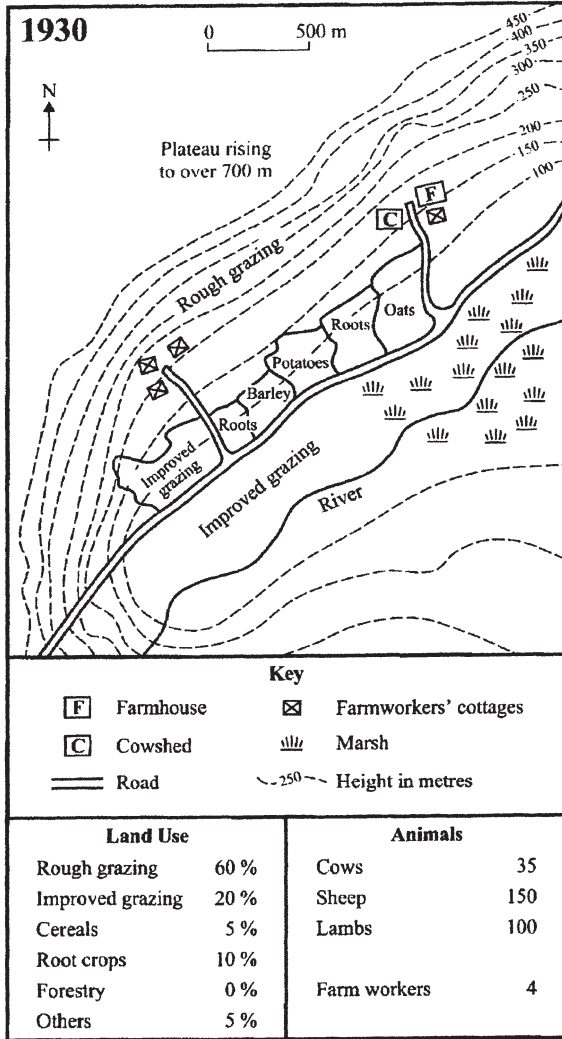 1930
0 500 m
N
Plateau rising
to over 700 m
450
400
350
300
250
200
150
100
F
C
Rough grazing
Oats
Roots
Potatoes
Barley
Roots
Improved
grazing
Improved grazing
River
Key
F Farmhouse
Farmworkers' cottages
C Cowshed
Marsh
Road
250 Height in metres
Land Use
Rough grazing 60 %
Improved grazing 20 %
Cereals 5 %
Root crops 10 %
Forestry 0 %
Others 5 %
Animals
Cows 35
Sheep 150
Lambs 100
Farm workers 4